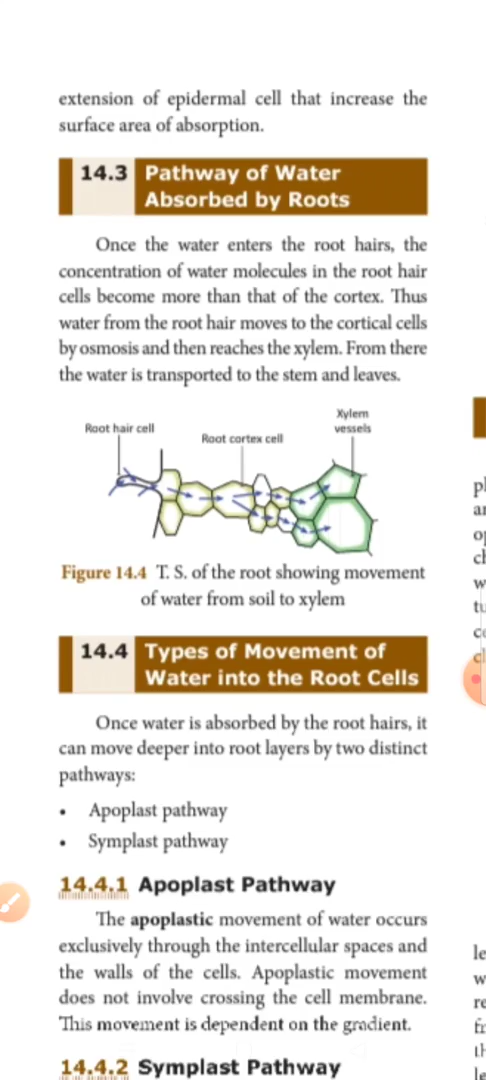 extension of epidermal cell that increase the
surface area of absorption.
14.3 Pathway of Water
Absorbed by Roots
Once the water enters the root hairs, the
concentration of water molecules in the root hair
cells become more than that of the cortex. Thus
water from the root hair moves to the cortical cells
by osmosis and then reaches the xylem. From there
the water is transported to the stem and leaves.
Root hair cell
Root cortex cell
Xylem
vessels
Figure 14.4 T. S. of the root showing movement
of water from soil to xylem
14.4 Types of Movement of
Water into the Root Cells
Once water is absorbed by the root hairs, it
can move deeper into root layers by two distinct
pathways:
• Apoplast pathway
• Symplast pathway
14.4.1 Apoplast Pathway
The apoplastic movement of water occurs
exclusively through the intercellular spaces and
the walls of the cells. Apoplastic movement
does not involve crossing the cell membrane.
This movement is dependent on the gradient.
14.4.2 Symplast Pathway